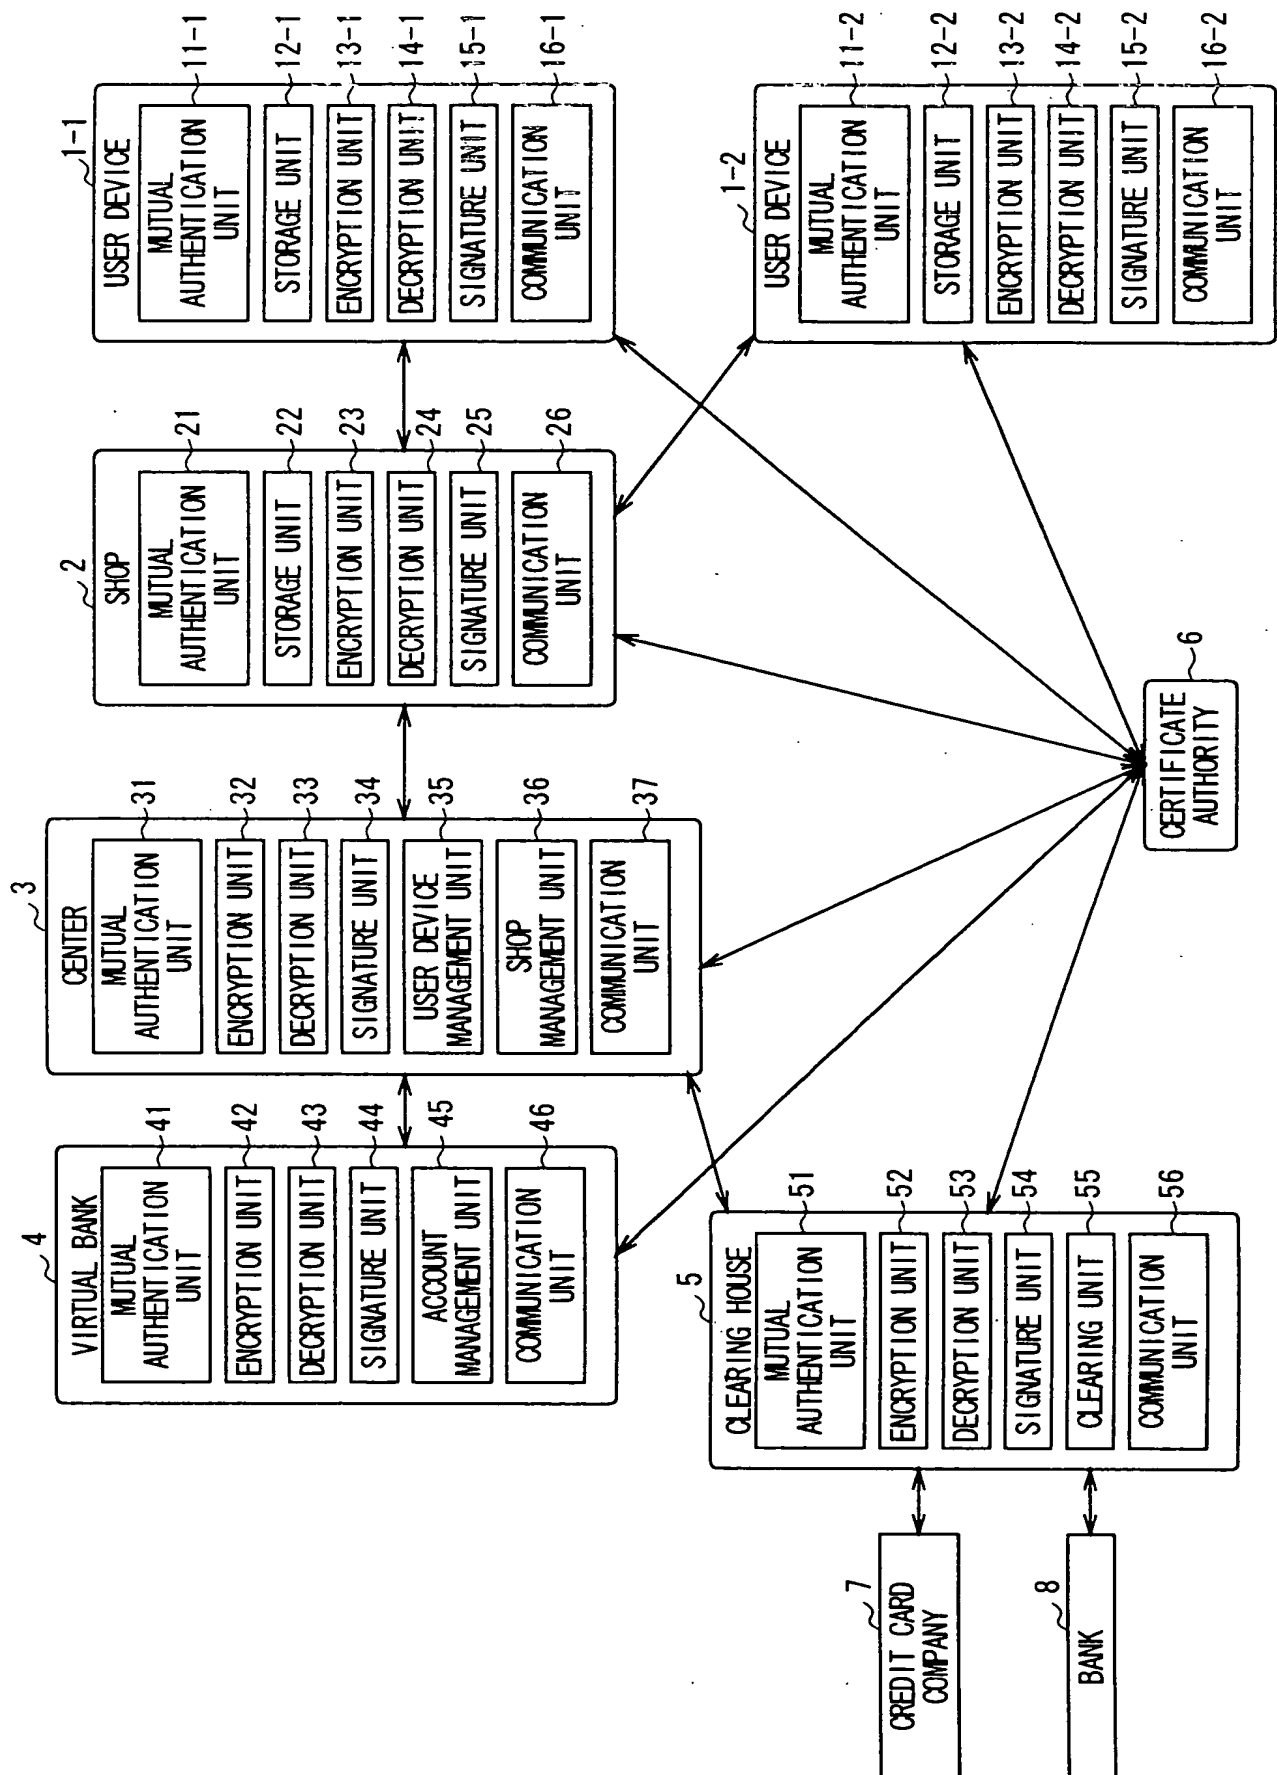 4
VIRTUAL BANK
MUTUAL
AUTHENTICATION
UNIT
41
ENCRYPTION UNIT
42
DECRYPTION UNIT
43
SIGNATURE UNIT
44
ACCOUNT
MANAGEMENT UNIT
45
COMMUNICATION
UNIT
46
3
CENTER
MUTUAL
AUTHENTICATION
UNIT
31
ENCRYPTION UNIT
32
DECRYPTION UNIT
33
SIGNATURE UNIT
34
USER DEVICE
MANAGEMENT UNIT
35
SHOP
MANAGEMENT UNIT
36
COMMUNICATION
UNIT
37
2
SHOP
MUTUAL
AUTHENTICATION
UNIT
21
STORAGE UNIT
22
ENCRYPTION UNIT
23
DECRYPTION UNIT
24
SIGNATURE UNIT
25
COMMUNICATION
UNIT
26
1-1
USER DEVICE
MUTUAL
AUTHENTICATION
UNIT
11-1
STORAGE UNIT
12-1
ENCRYPTION UNIT
13-1
DECRYPTION UNIT
14-1
SIGNATURE UNIT
15-1
COMMUNICATION
UNIT
16-1
7
CREDIT CARD
COMPANY
8
BANK
5
CLEARING HOUSE
MUTUAL
AUTHENTICATION
UNIT
51
ENCRYPTION UNIT
52
DECRYPTION UNIT
53
SIGNATURE UNIT
54
CLEARING UNIT
55
COMMUNICATION
UNIT
56
6
CERTIFICATE
AUTHORITY
1-2
USER DEVICE
MUTUAL
AUTHENTICATION
UNIT
11-2
STORAGE UNIT
12-2
ENCRYPTION UNIT
13-2
DECRYPTION UNIT
14-2
SIGNATURE UNIT
15-2
COMMUNICATION
UNIT
16-2